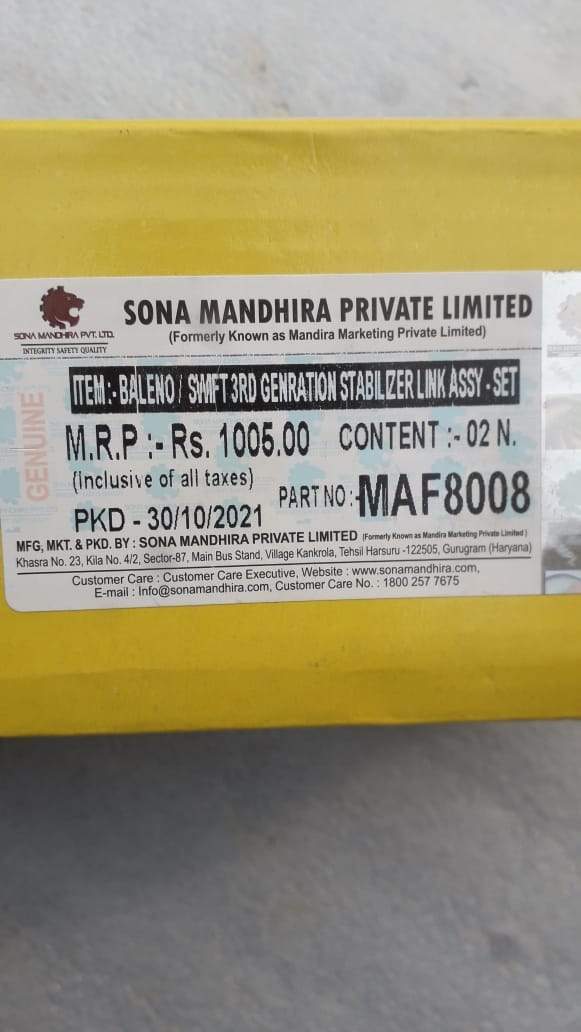 SONA MANDHIRA PVT. LTD.
INTEGRITY SAFETY QUALITY
SONA MANDHIRA PRIVATE LIMITED
(Formerly Known as Mandira Marketing Private Limited)
GENUINE
ITEM:-BALENO / SWIFT 3RD GENRATION STABILIZER LINK ASSY - SET
M.R.P :- Rs. 1005.00 CONTENT :- 02 N.
(Inclusive of all taxes)
PKD - 30/10/2021 PART NO:-MAF8008
MFG, MKT. & PKD. BY : SONA MANDHIRA PRIVATE LIMITED (Formerly Known as Mandira Marketing Private Limited)
Khasra No. 23, Kila No. 4/2, Sector-87, Main Bus Stand, Village Kankrola, Tehsil Harsuru -122505, Gurugram (Haryana)
Customer Care : Customer Care Executive, Website : www.sonamandhira.com,
E-mail : Info@sonamandhira.com, Customer Care No. : 1800 257 7675